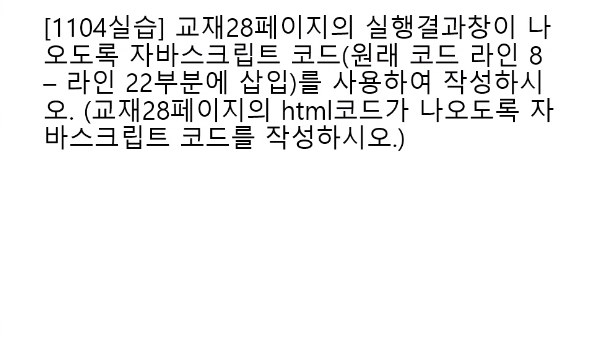 [1104실습] 교재28페이지의 실행결과창이 나
오도록 자바스크립트 코드(원래 코드 라인 8
– 라인 22부분에 삽입)를 사용하여 작성하시
오. (교재28페이지의 html코드가 나오도록 자
바스크립트 코드를 작성하시오.)